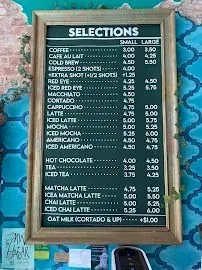 SELECTIONS
SMALL LARGE
COFFEE 3.00 3.50
CAFE AU LAIT 4.00 4.25
COLD BREW 4.50 5.50
ESPRESSO (2 SHOTS) 4.00
+EXTRA SHOT (+1/2 SHOTS) +1.25
RED EYE 4.25 4.50
ICED RED EYE 5.25 5.75
MACCHIATO 4.50
CORTADO 4.75
CAPPUCCINO 4.75 5.00
LATTE 4.75 5.00
ICED LATTE 5.00 5.75
MOCHA 5.00 5.25
ICED MOCHA 5.25 6.00
AMERICANO 4.25 4.75
ICED AMERICANO 4.50 4.75
HOT CHOCOLATE 4.00 4.50
TEA 3.25 3.50
ICED TEA 3.75 4.25
MATCHA LATTE 4.75 5.25
ICED MATCHA LATTE 5.00 5.50
CHAI LATTE 5.00 5.25
ICED CHAI LATTE 5.25 6.00
OAT MILK (CORTADO & UP) +$1.00